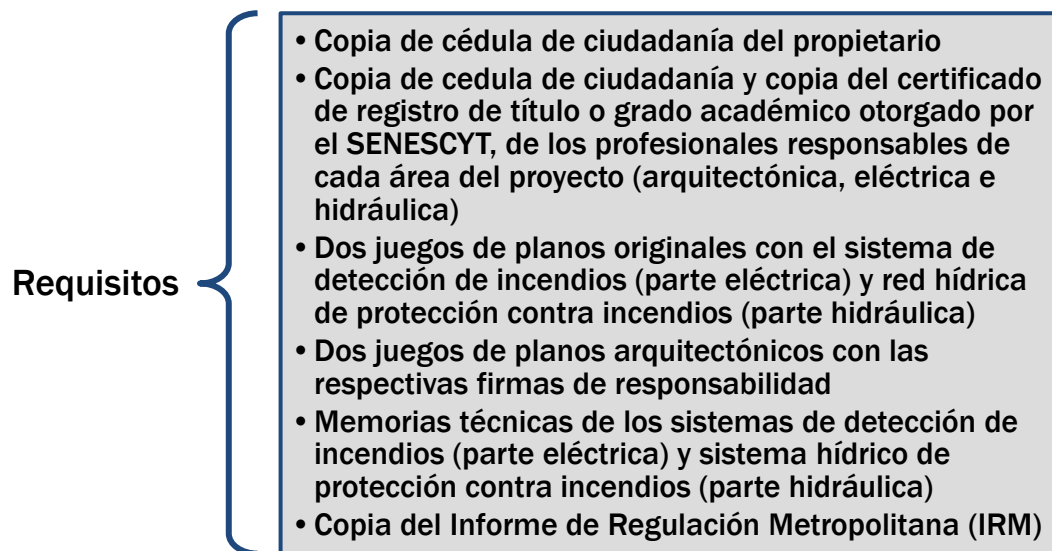 Requisitos
• Copia de cédula de ciudadanía del propietario
• Copia de cedula de ciudadanía y copia del certificado
de registro de título o grado académico otorgado por
el SENESCYT, de los profesionales responsables de
cada área del proyecto (arquitectónica, eléctrica e
hidráulica)
• Dos juegos de planos originales con el sistema de
detección de incendios (parte eléctrica) y red hídrica
de protección contra incendios (parte hidráulica)
• Dos juegos de planos arquitectónicos con las
respectivas firmas de responsabilidad
• Memorias técnicas de los sistemas de detección de
incendios (parte eléctrica) y sistema hídrico de
protección contra incendios (parte hidráulica)
• Copia del Informe de Regulación Metropolitana (IRM)